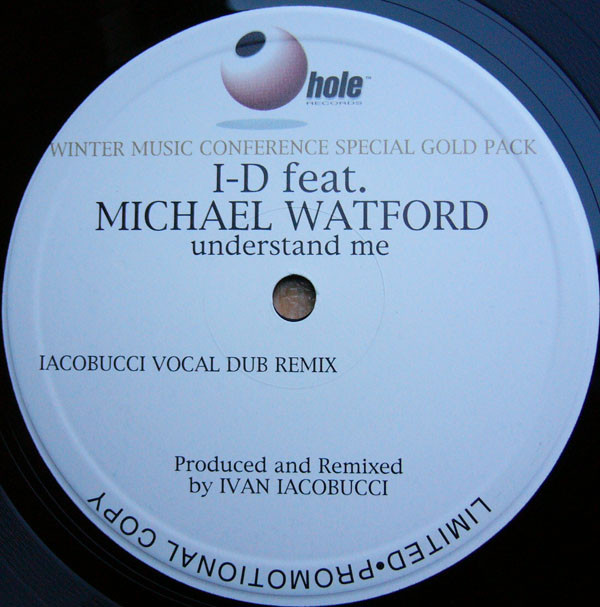 hole™
RECORDS
WINTER MUSIC CONFERENCE SPECIAL GOLD PACK
I-D feat.
MICHAEL WATFORD
understand me
IACOBUCCI VOCAL DUB REMIX
Produced and Remixed
by IVAN IACOBUCCI
LIMITED•PROMOTIONAL COPY